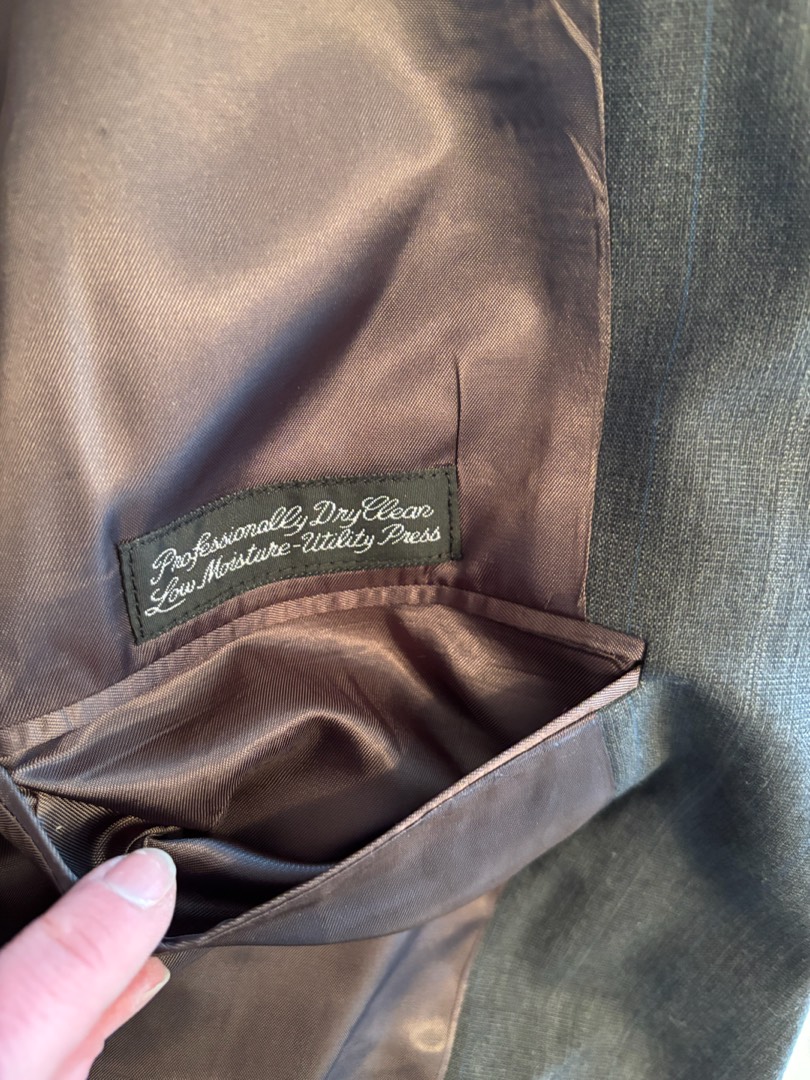 Professionally Dry Clean
Low Moisture-Utility Press